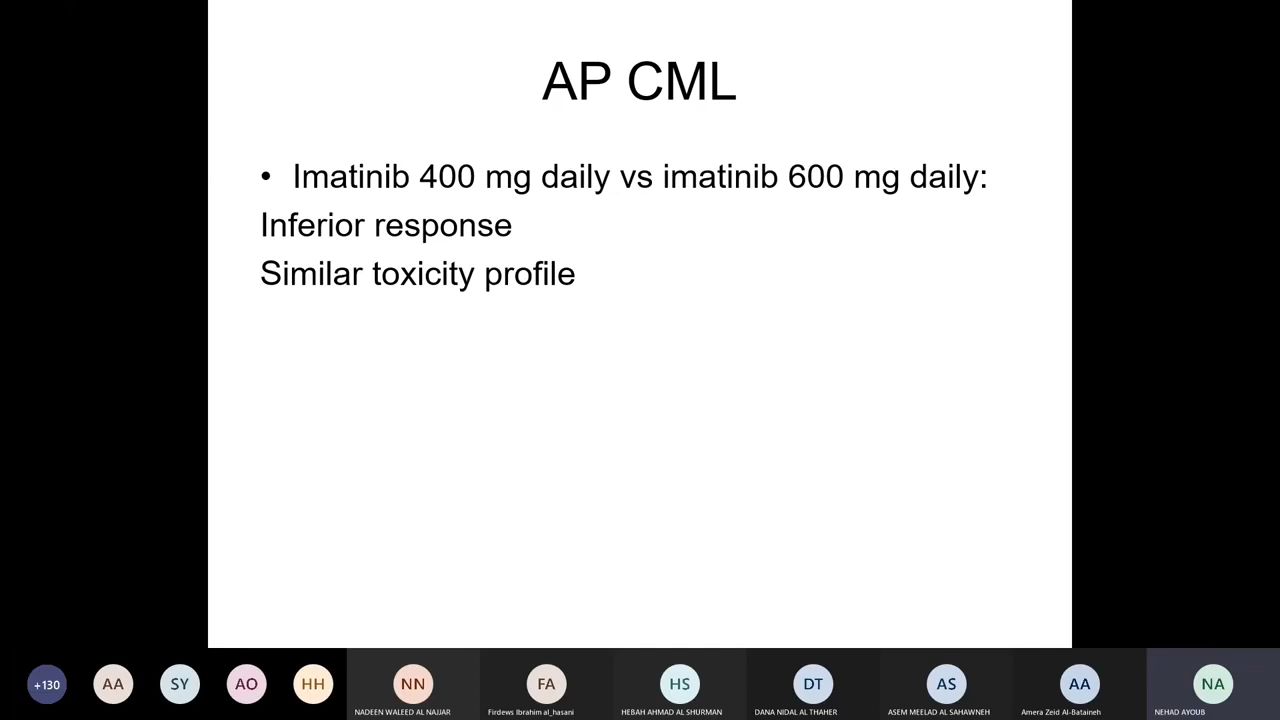 AP CML
• Imatinib 400 mg daily vs imatinib 600 mg daily:
Inferior response
Similar toxicity profile
+130
AA
SY
AO
HH
NN
FA
HS
DT
AS
AA
NA
NADEEN WALEED AL NAJJAR
Firdews Ibrahim al_hasani
HEBAH AHMAD AL SHURMAN
DANA NIDAL AL THAHER
ASEM MEELAD AL SAHAWNEH
Amera Zeid Al-Bataineh
NEHAD AYOUB